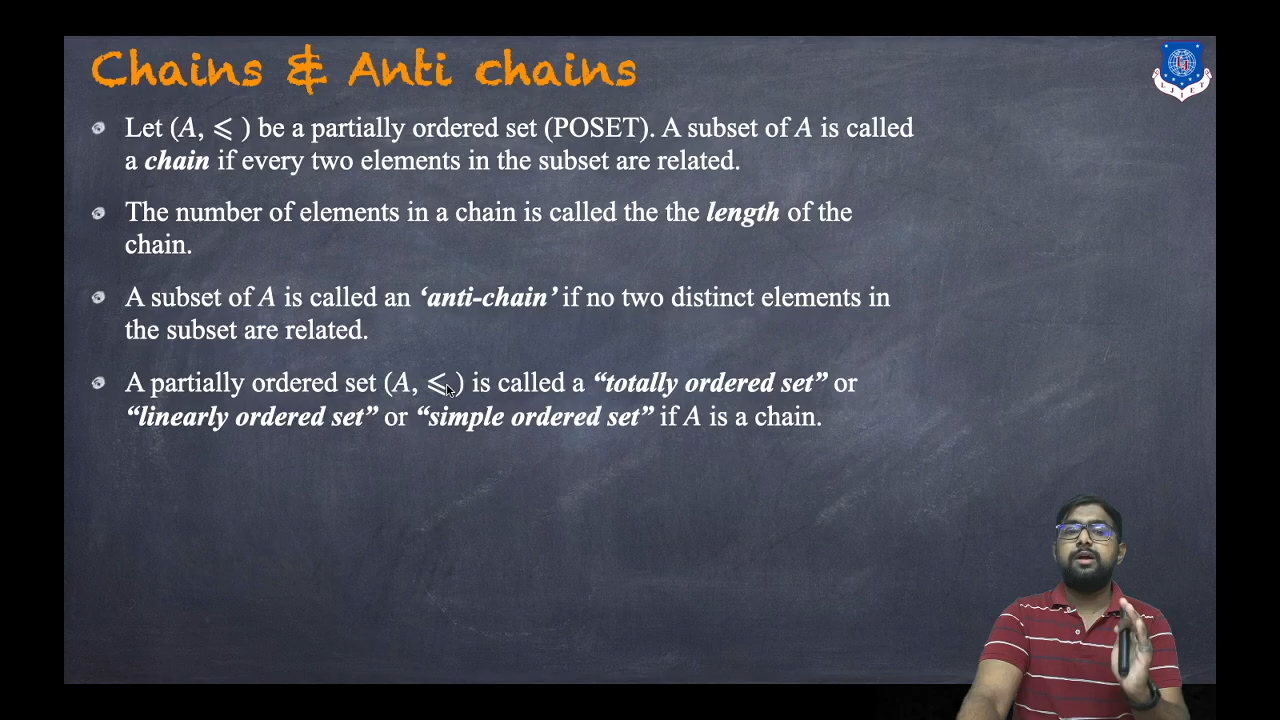 Chains & Anti chains
Let (A, ⩽ ) be a partially ordered set (POSET). A subset of A is called
a chain if every two elements in the subset are related.
The number of elements in a chain is called the the length of the
chain.
A subset of A is called an ‘anti-chain’ if no two distinct elements in
the subset are related.
A partially ordered set (A, ⩽ ) is called a “totally ordered set” or
“linearly ordered set” or “simple ordered set” if A is a chain.